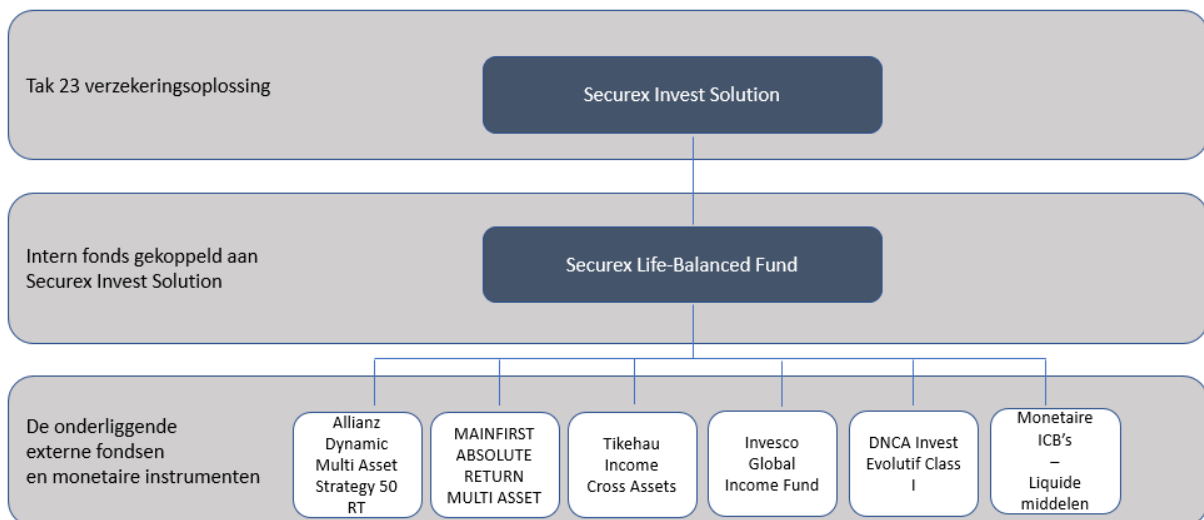 Tak 23 verzekeringsoplossing
Securex Invest Solution
Intern fonds gekoppeld aan
Securex Invest Solution
Securex Life-Balanced Fund
De onderliggende
externe fondsen
en monetaire instrumenten
Allianz
Dynamic
Multi Asset
Strategy 50
RT
MAINFIRST
ABSOLUTE
RETURN
MULTI ASSET
Tikehau
Income
Cross Assets
Invesco
Global
Income Fund
DNCA Invest
Evolutif Class
I
Monetaire
ICB’s
–
Liquide
middelen